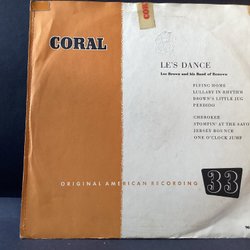 CORAL
LE'S DANCE
Les Brown and his Band of Renown
FLYING HOME
LULLABY IN RHYTHM
BROWN'S LITTLE JUG
PERDIDO
CHEROKEE
STOMPIN' AT THE SAVO
JERSEY BOUNCE
ONE O'CLOCK JUMP
ORIGINAL AMERICAN RECORDING
33